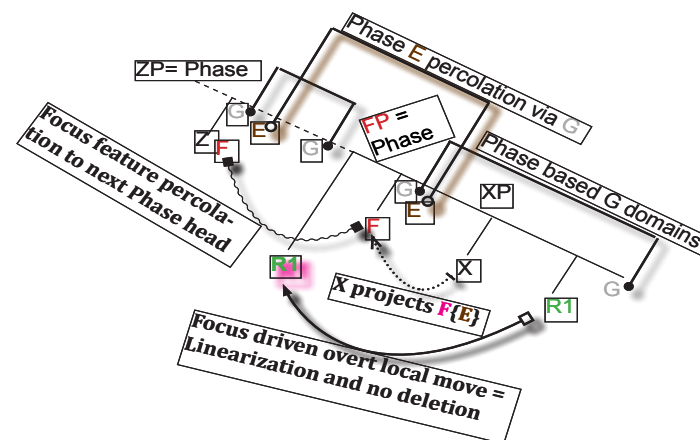 Phase E percolation via G
ZP= Phase
FP =
Phase
Phase based G domains
G
E
Z
F
G
Focus feature percola-
tion to next Phase head
G
E
XP
F
F
R1
X
G
R1
X projects F{E}
Focus driven overt local move =
Linearization and no deletion